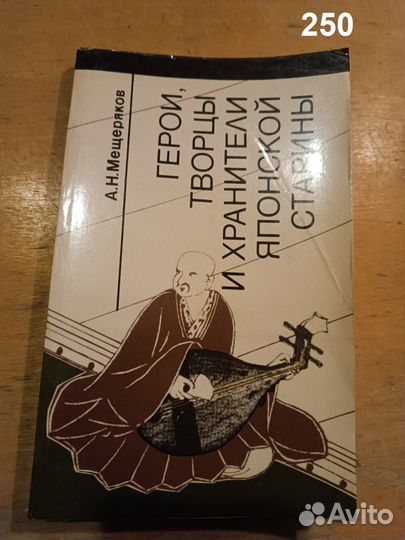 250
А.Н.Мещеряков
ГЕРОИ,
ТВОРЦЫ
И ХРАНИТЕЛИ
ЯПОНСКОЙ
СТАРИНЫ
Avito